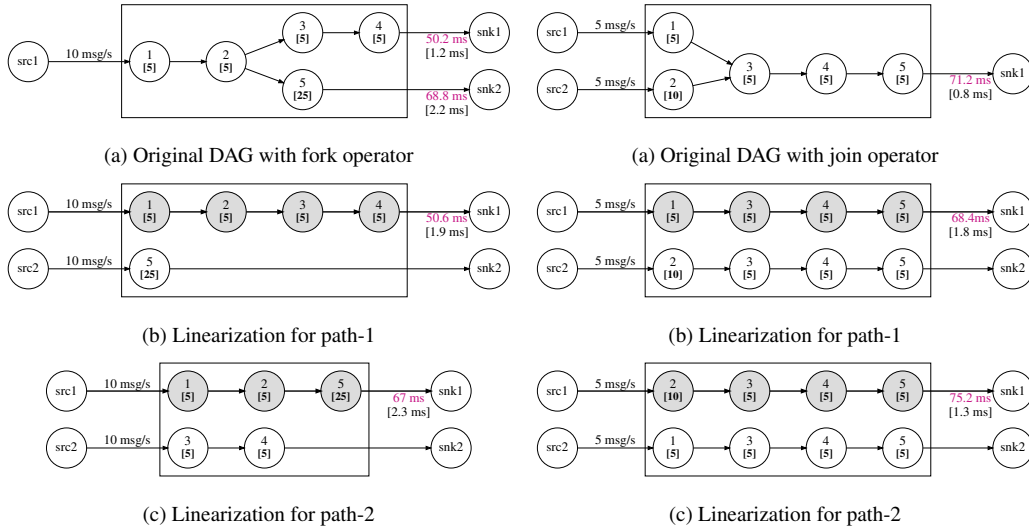 src1
10 msg/s
1
[5]
2
[5]
3
[5]
4
[5]
5
[25]
50.2 ms
[1.2 ms]
snk1
68.8 ms
[2.2 ms]
snk2
(a) Original DAG with fork operator
src1
5 msg/s
1
[5]
src2
5 msg/s
2
[10]
3
[5]
4
[5]
5
[5]
71.2 ms
[0.8 ms]
snk1
(a) Original DAG with join operator
src1
10 msg/s
1
[5]
2
[5]
3
[5]
4
[5]
50.6 ms
[1.9 ms]
snk1
src2
10 msg/s
5
[25]
snk2
(b) Linearization for path-1
src1
5 msg/s
1
[5]
3
[5]
4
[5]
5
[5]
68.4ms
[1.8 ms]
snk1
src2
5 msg/s
2
[10]
3
[5]
4
[5]
5
[5]
snk2
(b) Linearization for path-1
src1
10 msg/s
1
[5]
2
[5]
5
[25]
67 ms
[2.3 ms]
snk1
src2
10 msg/s
3
[5]
4
[5]
snk2
(c) Linearization for path-2
src1
5 msg/s
2
[10]
3
[5]
4
[5]
5
[5]
75.2 ms
[1.3 ms]
snk1
src2
5 msg/s
1
[5]
3
[5]
4
[5]
5
[5]
snk2
(c) Linearization for path-2